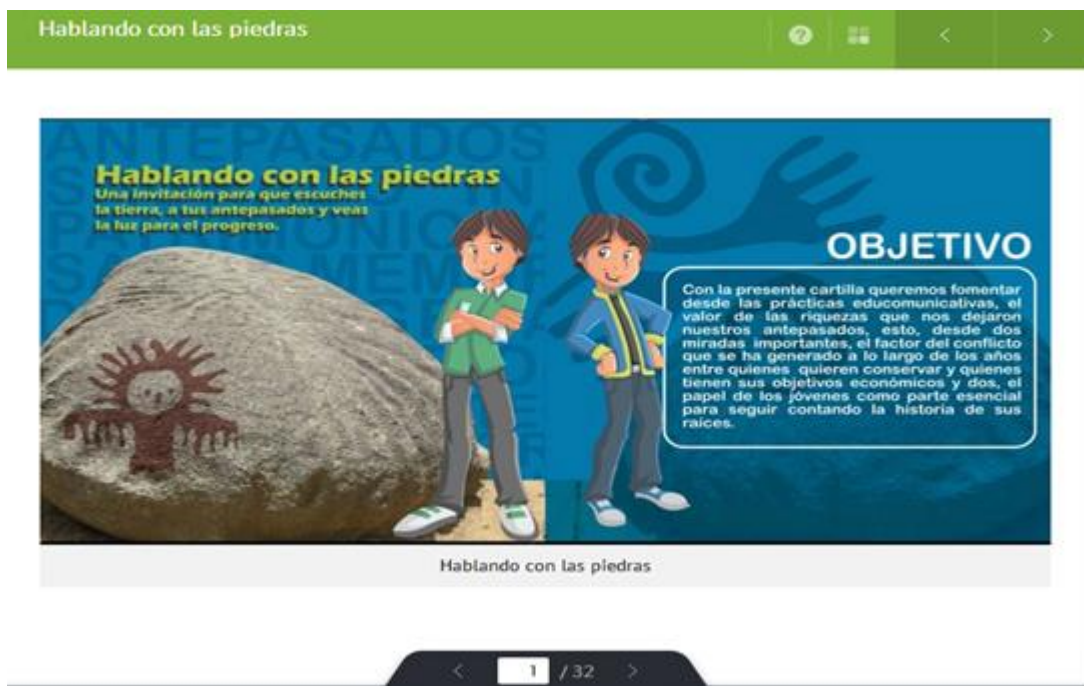 Hablando con las piedras
ANTEPASADOS
Hablando con las piedras
Una invitación para que escuches
la tierra, a tus antepasados y veas
la luz para el progreso.
OBJETIVO
Con la presente cartilla queremos fomentar
desde las prácticas educomunicativas, el
valor de las riquezas que nos dejaron
nuestros antepasados, esto, desde dos
miradas importantes, el factor del conflicto
que se ha generado a lo largo de los años
entre quienes quieren conservar y quienes
tienen sus objetivos económicos y dos, el
papel de los jóvenes como parte esencial
para seguir contando la historia de sus
raíces.
Hablando con las piedras
1 / 32